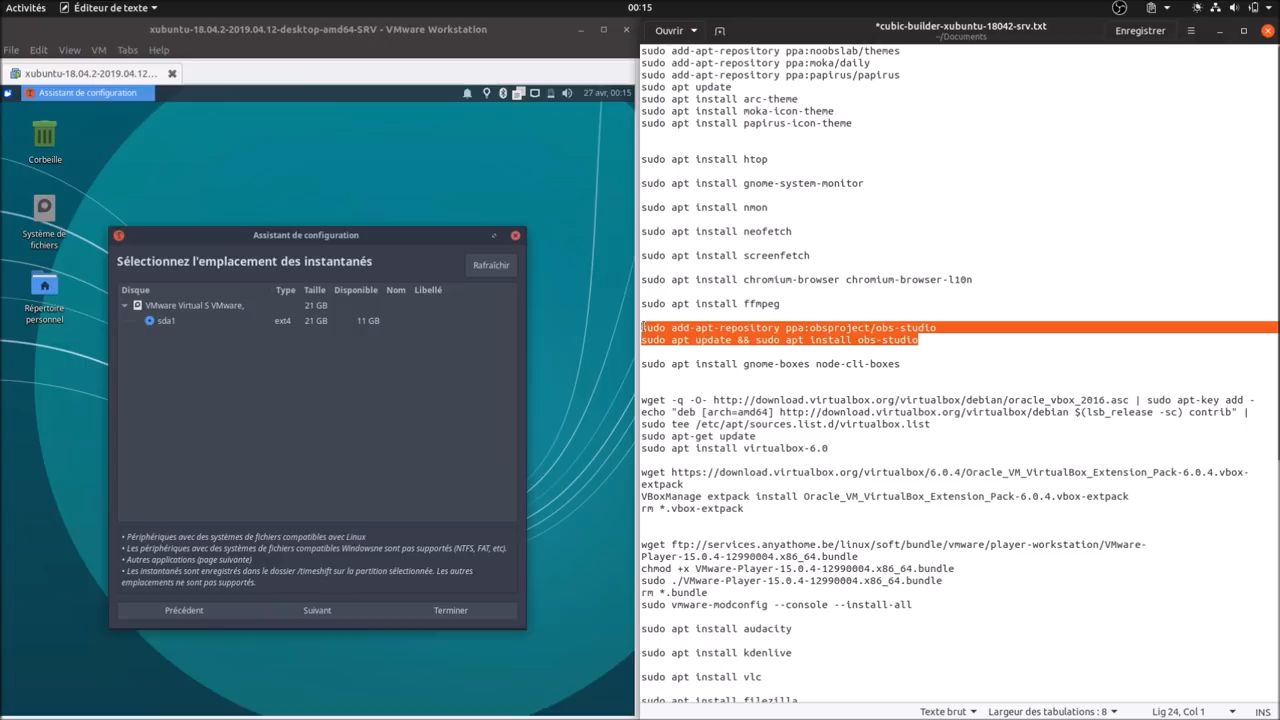 Activités
Éditeur de texte
00:15
xubuntu-18.04.2-2019.04.12-desktop-amd64-SRV - VMware Workstation
File Edit View VM Tabs Help
xubuntu-18.04.2-2019.04.12...
Assistant de configuration
27 avr, 00:15
Corbeille
Système de
fichiers
Répertoire
personnel
Assistant de configuration
Sélectionnez l'emplacement des instantanés
Rafraîchir
Disque Type Taille Disponible Nom Libellé
VMware Virtual S VMware, 21 GB
sda1 ext4 21 GB 11 GB
• Périphériques avec des systèmes de fichiers compatibles avec Linux
• Les périphériques avec des systèmes de fichiers compatibles Windowsne sont pas supportés (NTFS, FAT, etc).
• Autres applications (page suivante)
• Les instantanés sont enregistrés dans le dossier /timeshift sur la partition sélectionnée. Les autres
emplacements ne sont pas supportés.
Précédent Suivant Terminer
Ouvrir
*cubic-builder-xubuntu-18042-srv.txt
~/Documents
Enregistrer
sudo add-apt-repository ppa:noobslab/themes
sudo add-apt-repository ppa:moka/daily
sudo add-apt-repository ppa:papirus/papirus
sudo apt update
sudo apt install arc-theme
sudo apt install moka-icon-theme
sudo apt install papirus-icon-theme
sudo apt install htop
sudo apt install gnome-system-monitor
sudo apt install nmon
sudo apt install neofetch
sudo apt install screenfetch
sudo apt install chromium-browser chromium-browser-l10n
sudo apt install ffmpeg
sudo add-apt-repository ppa:obsproject/obs-studio
sudo apt update && sudo apt install obs-studio
sudo apt install gnome-boxes node-cli-boxes
wget -q -O- http://download.virtualbox.org/virtualbox/debian/oracle_vbox_2016.asc | sudo apt-key add -
echo "deb [arch=amd64] http://download.virtualbox.org/virtualbox/debian $(lsb_release -sc) contrib" |
sudo tee /etc/apt/sources.list.d/virtualbox.list
sudo apt-get update
sudo apt install virtualbox-6.0
wget https://download.virtualbox.org/virtualbox/6.0.4/Oracle_VM_VirtualBox_Extension_Pack-6.0.4.vbox-
extpack
VBoxManage extpack install Oracle_VM_VirtualBox_Extension_Pack-6.0.4.vbox-extpack
rm *.vbox-extpack
wget ftp://services.anyathome.be/linux/soft/bundle/vmware/player-workstation/VMware-
Player-15.0.4-12990004.x86_64.bundle
chmod +x VMware-Player-15.0.4-12990004.x86_64.bundle
sudo ./VMware-Player-15.0.4-12990004.x86_64.bundle
rm *.bundle
sudo vmware-modconfig --console --install-all
sudo apt install audacity
sudo apt install kdenlive
sudo apt install vlc
sudo apt install filezilla
Texte brut Largeur des tabulations : 8 Lig 24, Col 1 INS